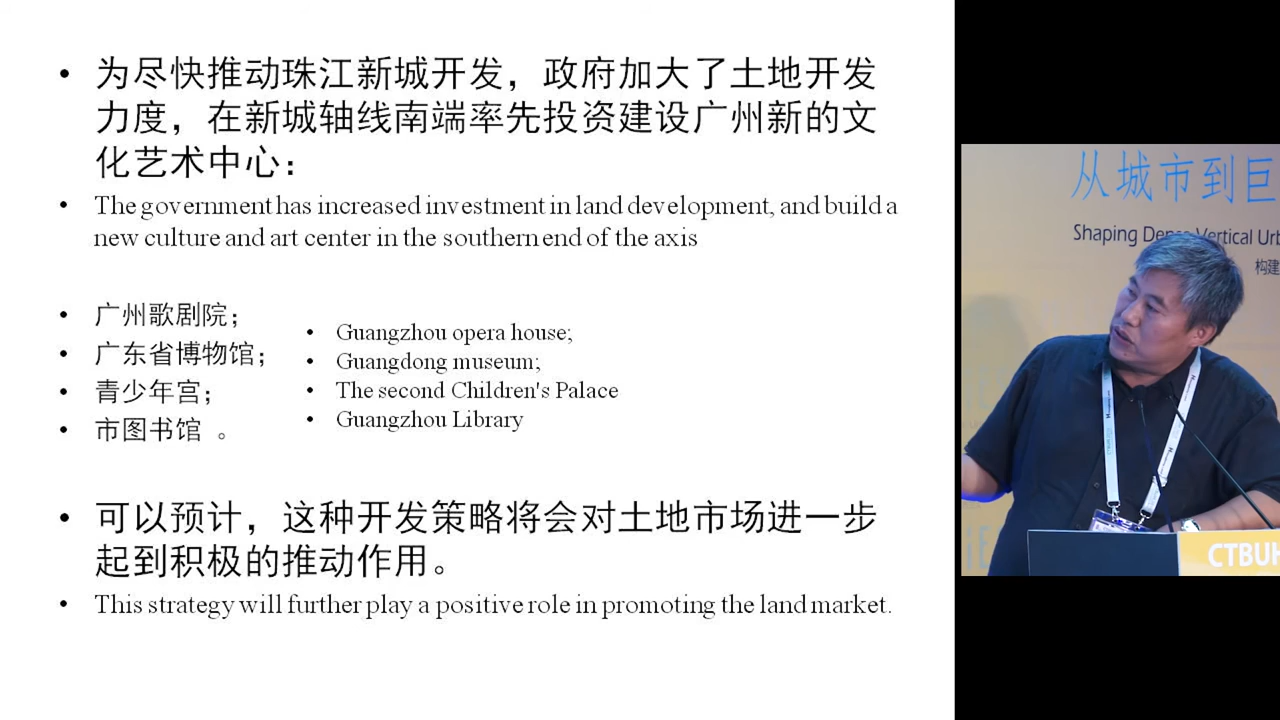 • 为尽快推动珠江新城开发，政府加大了土地开发
力度，在新城轴线南端率先投资建设广州新的文
化艺术中心：
• The government has increased investment in land development, and build a
new culture and art center in the southern end of the axis
• 广州歌剧院；
• 广东省博物馆；
• 青少年宫；
• 市图书馆 。
• Guangzhou opera house;
• Guangdong museum;
• The second Children's Palace
• Guangzhou Library
• 可以预计，这种开发策略将会对土地市场进一步
起到积极的推动作用。
• This strategy will further play a positive role in promoting the land market.
从城市到巨
Shaping Dense Vertical Urb
构建
CTBUH